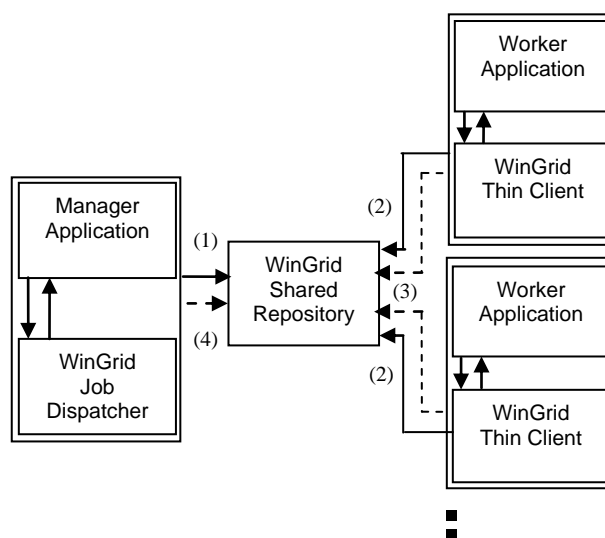 Worker
Application
WinGrid
Thin Client
Manager
Application
WinGrid
Job
Dispatcher
(1)
(4)
WinGrid
Shared
Repository
(2)
(3)
(2)
Worker
Application
WinGrid
Thin Client